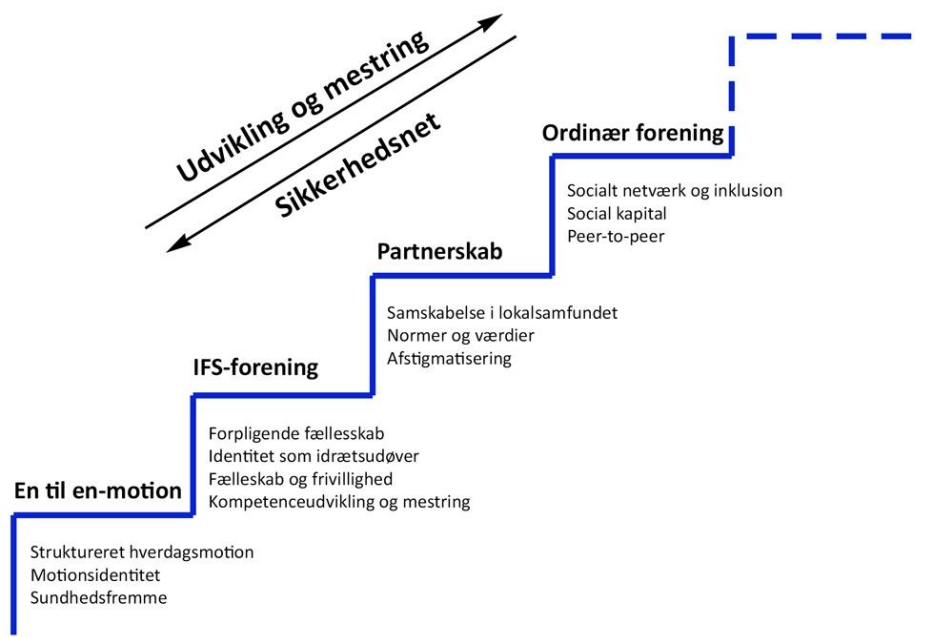 Udvikling og mestring
Sikkerhedsnet
Ordinær forening
Socialt netværk og inklusion
Social kapital
Peer-to-peer
Partnerskab
Samskabelse i lokalsamfundet
Normer og værdier
Afstigmatisering
IFS-forening
Forpligende fællesskab
Identitet som idrætsudøver
Fælleskab og frivillighed
Kompetenceudvikling og mestring
En til en-motion
Struktureret hverdagsmotion
Motionsidentitet
Sundhedsfremme